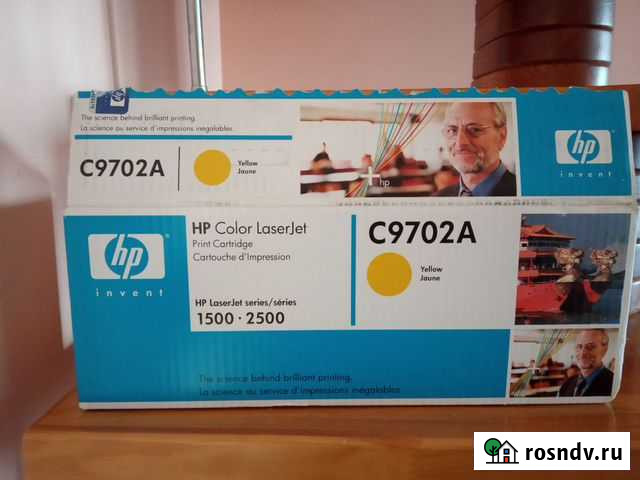 hp
The science behind brilliant printing.
La science au service d'impressions inégalables.
C9702A
Yellow
Jaune
+
hp
hp
invent
hp
invent
HP Color LaserJet
Print Cartridge
Cartouche d'Impression
HP LaserJet series/séries
1500 · 2500
C9702A
Yellow
Jaune
The science behind brilliant printing.
La science au service d'impressions inégalables.
rosndv.ru